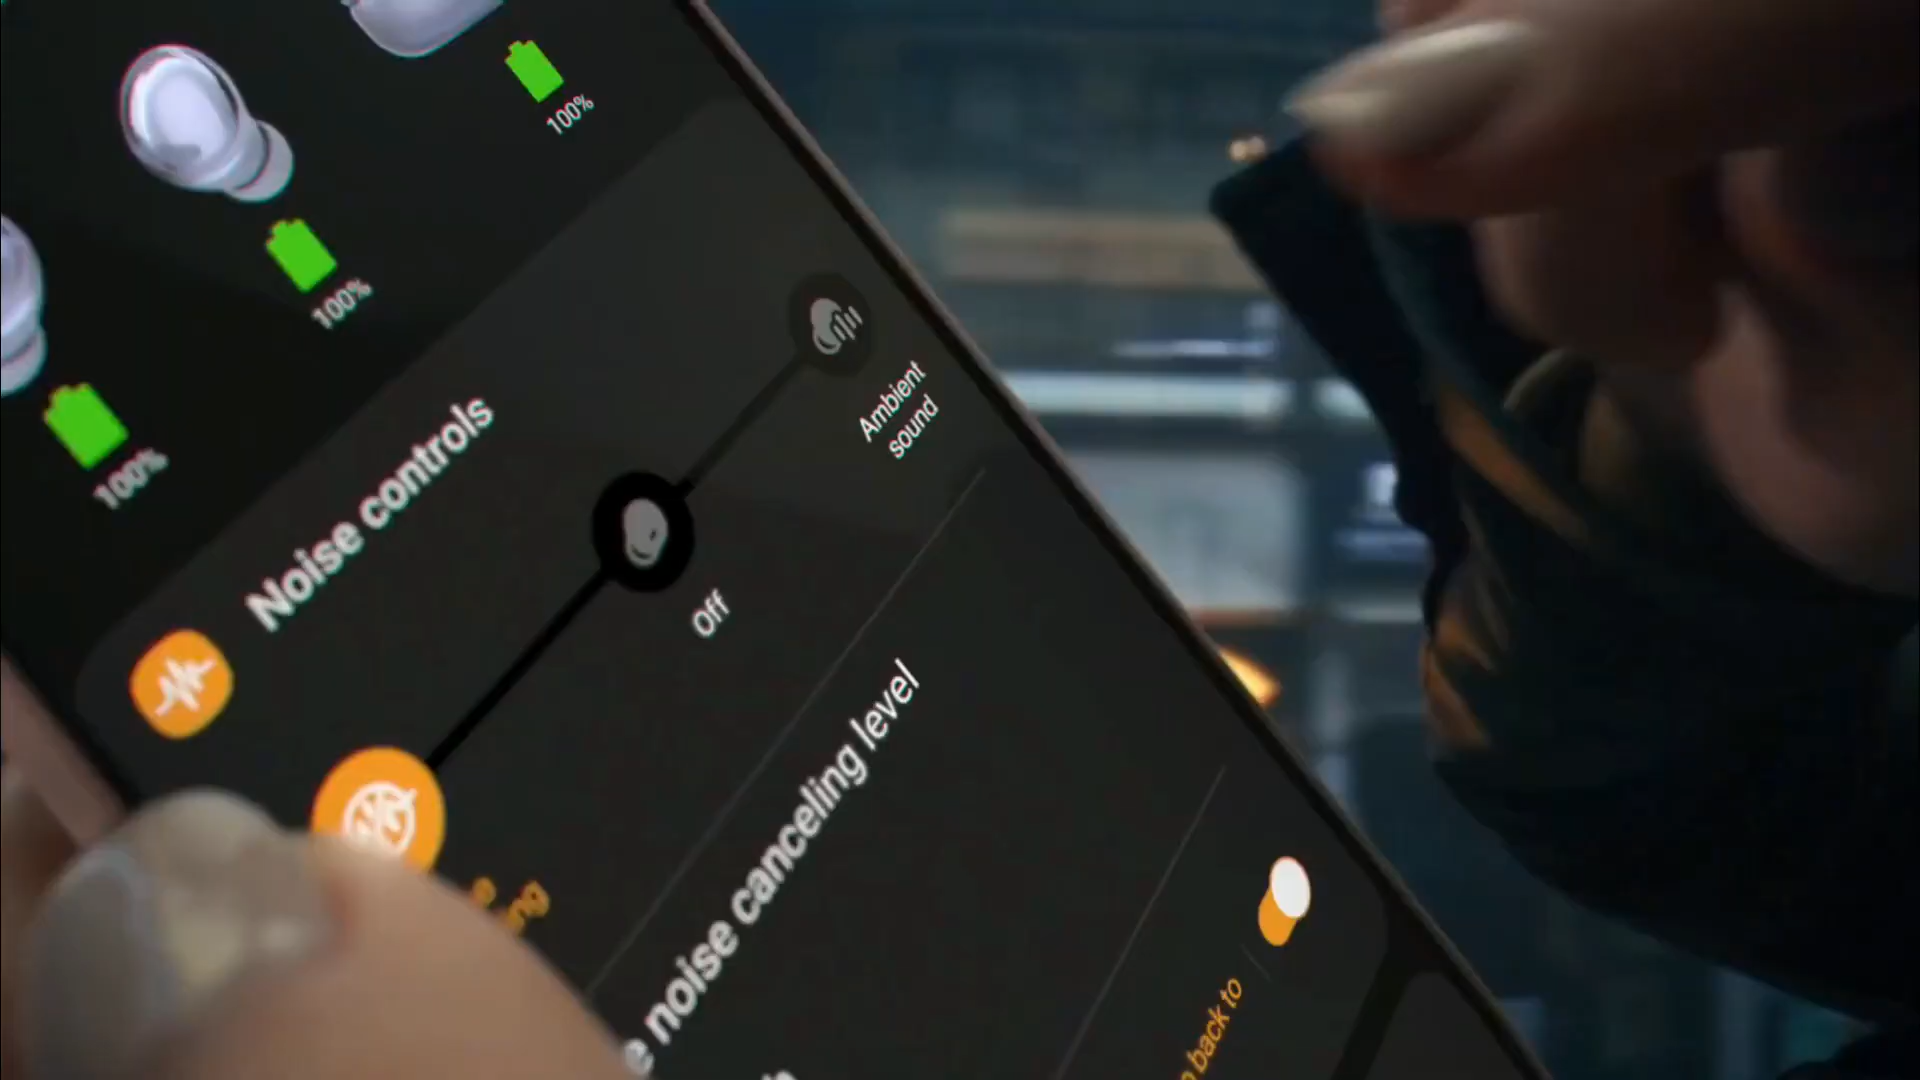 100%
100%
100%
Noise controls
Ambient
sound
Off
noise canceling level
back to